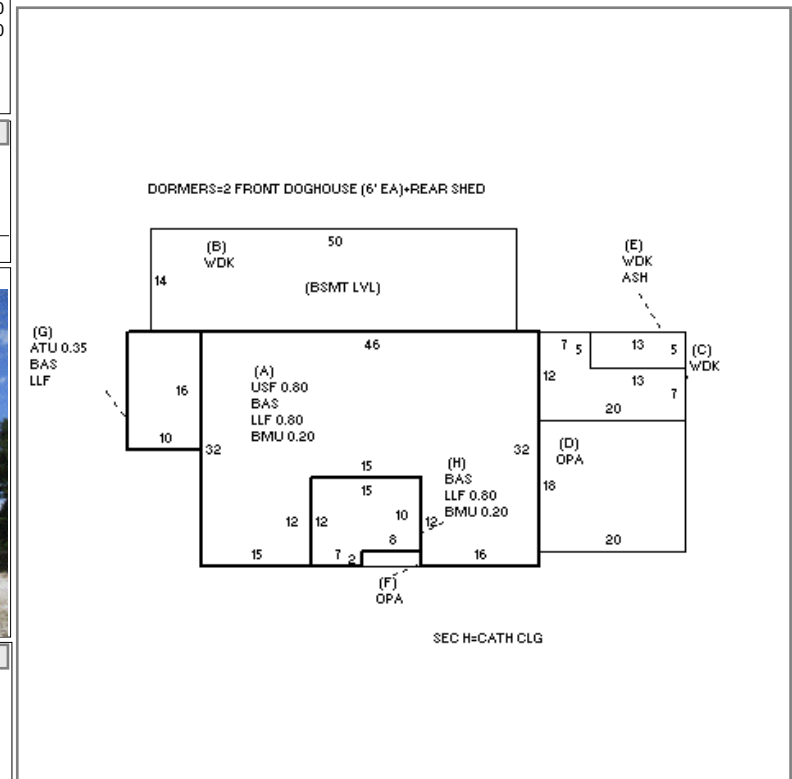 0
0
DORMERS=2 FRONT DOGHOUSE (6' EA)+REAR SHED
(B)
WDK
50
14
(BSMT LVL)
(E)
WDK
ASH
(G)
ATU 0.35
BAS
LLF
16
10
46
(A)
USF 0.80
BAS
LLF 0.80
BMU 0.20
32
32
7
5
13
5
(C)
WDK
12
13
7
20
(D)
OPA
18
20
15
15
(H)
BAS
LLF 0.80
BMU 0.20
12
12
10
12
8
15
7
2
16
(F)
OPA
SEC H=CATH CLG